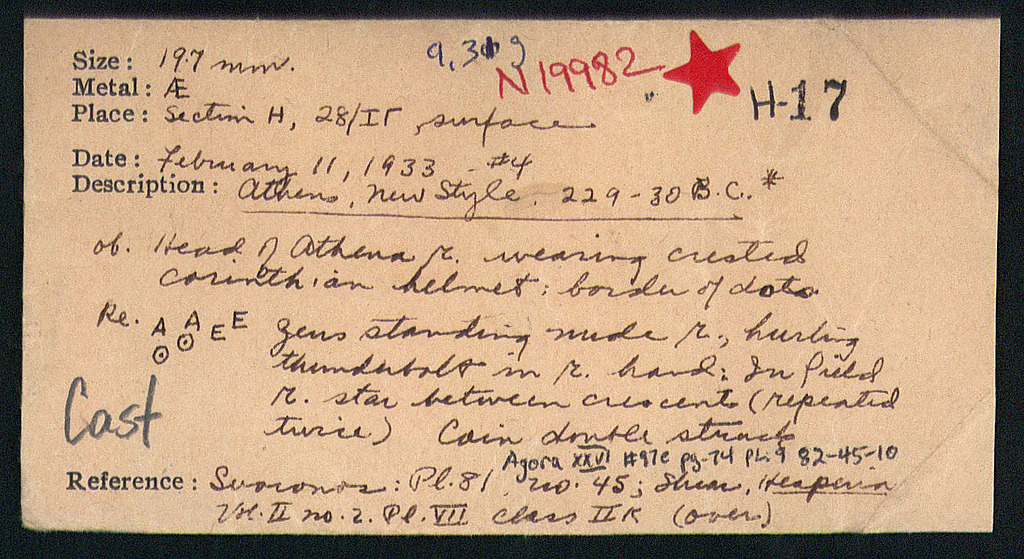 9,31 g
N19982
H-17
Size: 19.7 mm.
Metal: Æ
Place: Section H, 28/ΙΓ, surface
Date: February 11, 1933 - #4
Description: Athens, New Style. 229-30 B.C.*
ob. Head of Athena r. wearing crested
corinthian helmet; border of dots
Re. A A E E Zeus standing nude r., hurling
⊙ ⊙ thunderbolt in r. hand; In field
r. star between crescents (repeated
twice) Coin double struck
Cast
Agora XXVI #97e pg-74 PL.9 82-45-10
Reference: Svoronos: Pl. 81 no. 45; Shear, Hesperia
Vol. II no. 2. Pl. VII class II K (over)